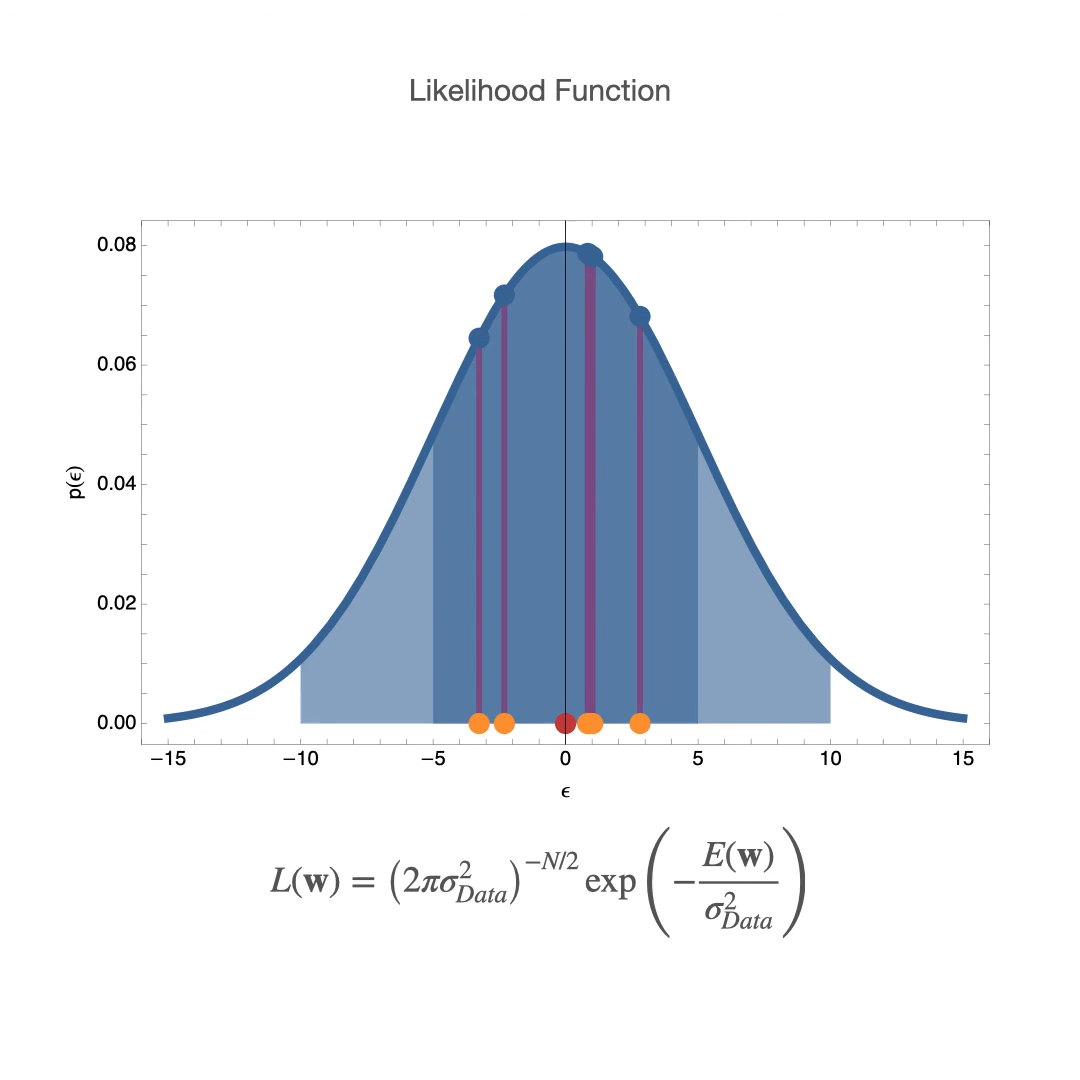 Likelihood Function
0.08
0.06
p(ϵ)
0.04
0.02
0.00
−15 −10 −5 0 5 10 15
ϵ
L(𝐰) = (2πσ²_Data)^(−N/2) exp(−E(𝐰)/σ²_Data)